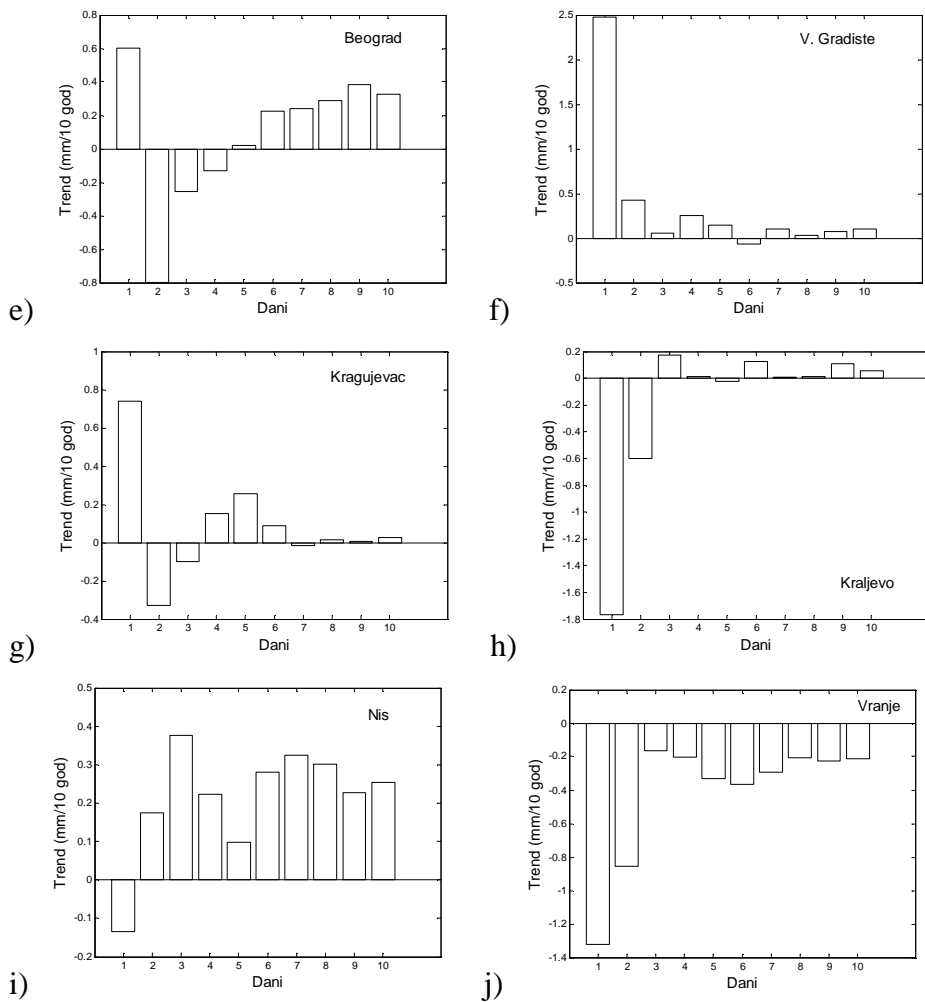 Beograd
Trend (mm/10 god)
0.8
0.6
0.4
0.2
0
-0.2
-0.4
-0.6
-0.8
1 2 3 4 5 6 7 8 9 10
Dani
e)
V. Gradiste
Trend (mm/10 god)
2.5
2
1.5
1
0.5
0
-0.5
1 2 3 4 5 6 7 8 9 10
Dani
f)
Kragujevac
Trend (mm/10 god)
1
0.8
0.6
0.4
0.2
0
-0.2
-0.4
1 2 3 4 5 6 7 8 9 10
Dani
g)
Kraljevo
Trend (mm/10 god)
0.2
0
-0.2
-0.4
-0.6
-0.8
-1
-1.2
-1.4
-1.6
-1.8
1 2 3 4 5 6 7 8 9 10
Dani
h)
Nis
Trend (mm/10 god)
0.5
0.4
0.3
0.2
0.1
0
-0.1
-0.2
1 2 3 4 5 6 7 8 9 10
Dani
i)
Vranje
Trend (mm/10 god)
0.2
0
-0.2
-0.4
-0.6
-0.8
-1
-1.2
-1.4
1 2 3 4 5 6 7 8 9 10
Dani
j)